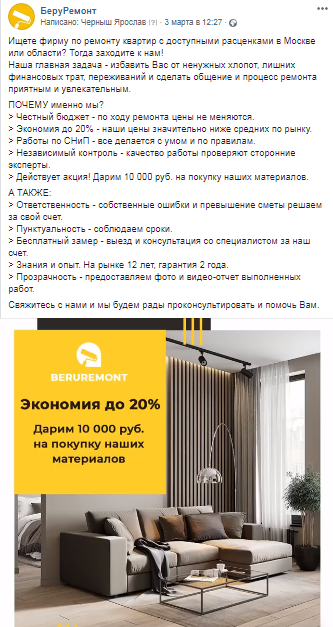 БеруРемонт
Написано: Черныш Ярослав [?] · 3 марта в 12:27 ·
Ищете фирму по ремонту квартир с доступными расценками в Москве
или области? Тогда заходите к нам!
Наша главная задача - избавить Вас от ненужных хлопот, лишних
финансовых трат, переживаний и сделать общение и процесс ремонта
приятным и увлекательным.
ПОЧЕМУ именно мы?
> Честный бюджет - по ходу ремонта цены не меняются.
> Экономия до 20% - наши цены значительно ниже средних по рынку.
> Работы по СНиП - все делается с умом и по правилам.
> Независимый контроль - качество работы проверяют сторонние
эксперты.
> Действует акция! Дарим 10 000 руб. на покупку наших материалов.
А ТАКЖЕ:
> Ответственность - собственные ошибки и превышение сметы решаем
за свой счет.
> Пунктуальность - соблюдаем сроки.
> Бесплатный замер - выезд и консультация со специалистом за наш
счет.
> Знания и опыт. На рынке 12 лет, гарантия 2 года.
> Прозрачность - предоставляем фото и видео-отчет выполненных
работ.
Свяжитесь с нами и мы будем рады проконсультировать и помочь Вам.
BERUREMONT
Экономия до 20%
Дарим 10 000 руб.
на покупку наших
материалов